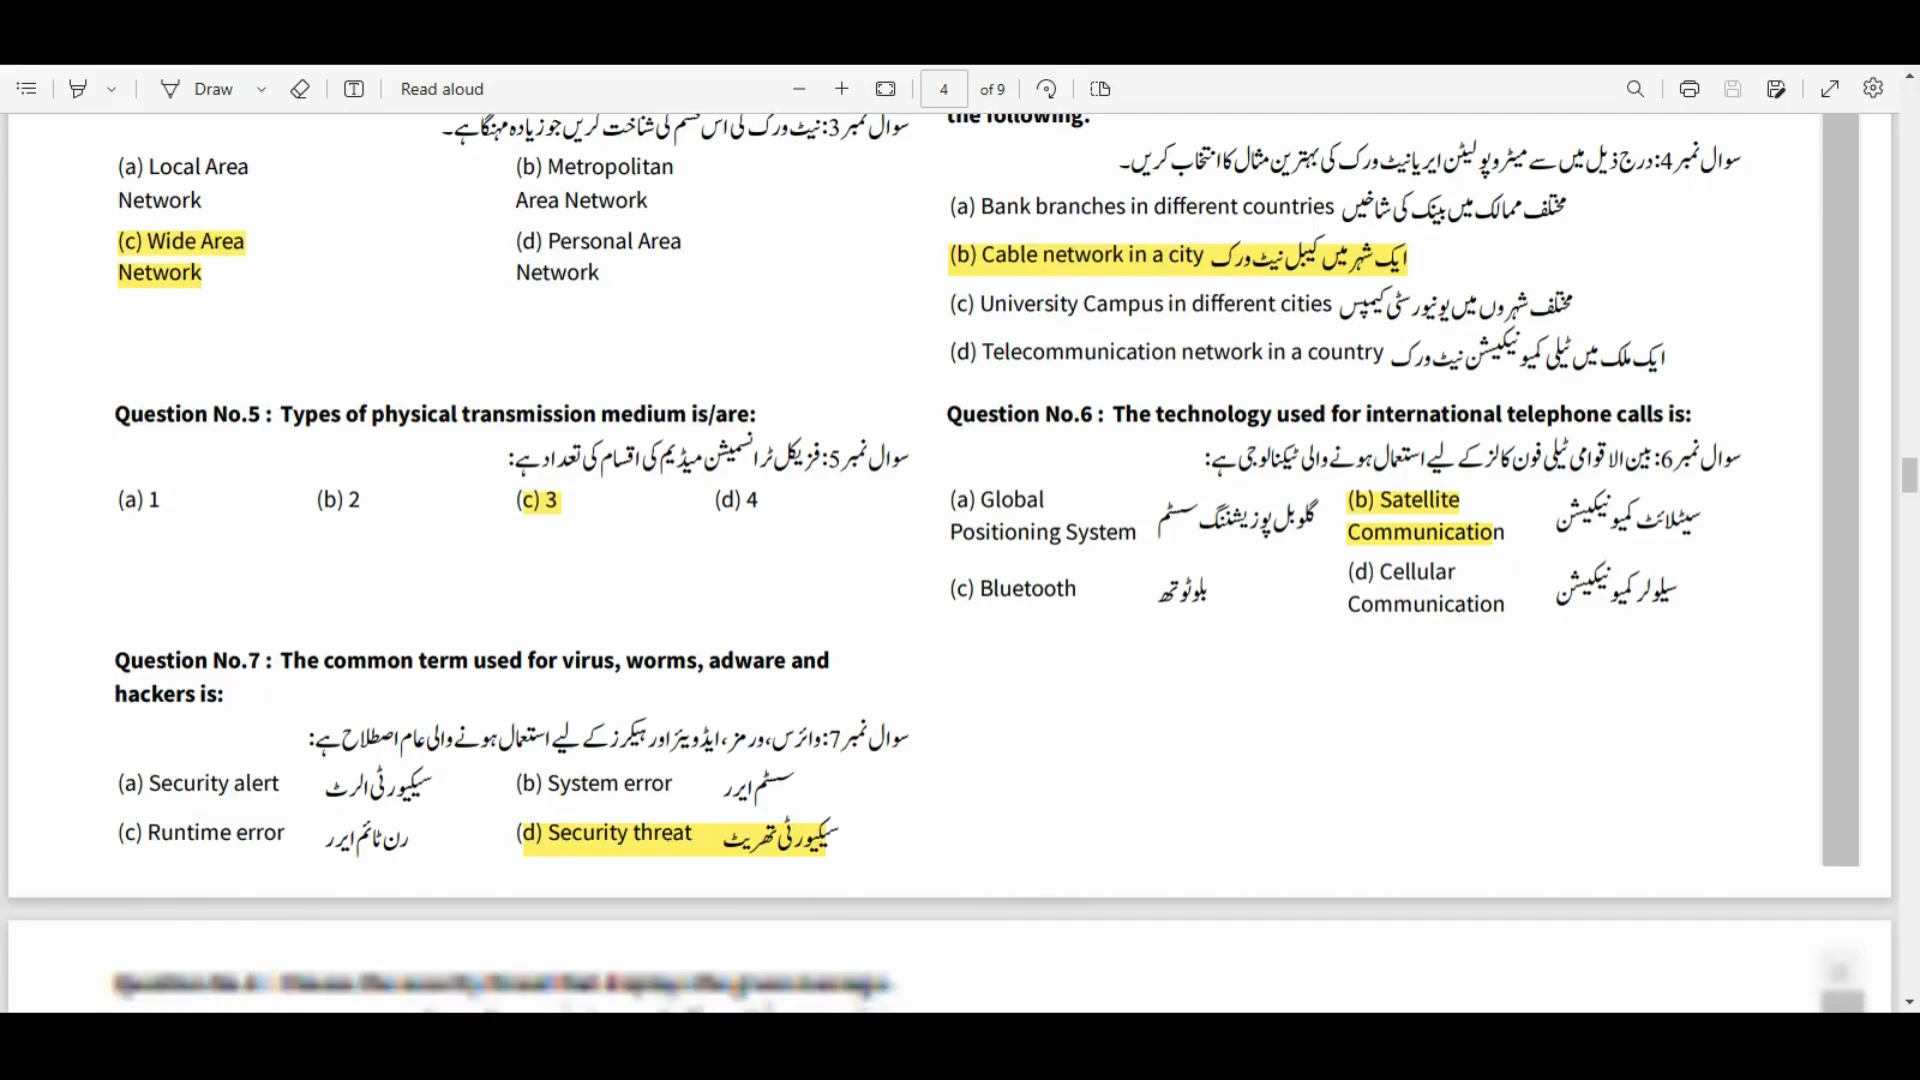 Draw
Read aloud
4
of 9
سوال نمبر 3: نیٹ ورک کی اس قسم کی شناخت کریں جو زیادہ مہنگا ہے۔
(a) Local Area
Network
(b) Metropolitan
Area Network
(c) Wide Area
Network
(d) Personal Area
Network
the following.
سوال نمبر 4: درج ذیل میں سے میٹروپولیٹن ایریا نیٹ ورک کی بہترین مثال کا انتخاب کریں۔
(a) Bank branches in different countries مختلف ممالک میں بینک کی شاخیں
(b) Cable network in a city ایک شہر میں کیبل نیٹ ورک
(c) University Campus in different cities مختلف شہروں میں یونیورسٹی کیمپس
(d) Telecommunication network in a country ایک ملک میں ٹیلی کمیونیکیشن نیٹ ورک
Question No.5 : Types of physical transmission medium is/are:
سوال نمبر 5: فزیکل ٹرانسمیشن میڈیم کی اقسام کی تعداد ہے:
(a) 1 (b) 2 (c) 3 (d) 4
Question No.6 : The technology used for international telephone calls is:
سوال نمبر 6: بین الاقوامی ٹیلی فون کالز کے لیے استعمال ہونے والی ٹیکنالوجی ہے:
(a) Global
Positioning System گلوبل پوزیشننگ سسٹم
(b) Satellite
Communication سیٹلائٹ کمیونیکیشن
(c) Bluetooth بلوٹوتھ
(d) Cellular
Communication سیلولر کمیونیکیشن
Question No.7 : The common term used for virus, worms, adware and
hackers is:
سوال نمبر 7: وائرس، ورمز، ایڈویئر اور ہیکرز کے لیے استعمال ہونے والی عام اصطلاح ہے:
(a) Security alert سیکیورٹی الرٹ (b) System error سسٹم ایرر
(c) Runtime error رن ٹائم ایرر (d) Security threat سیکیورٹی تھریٹ